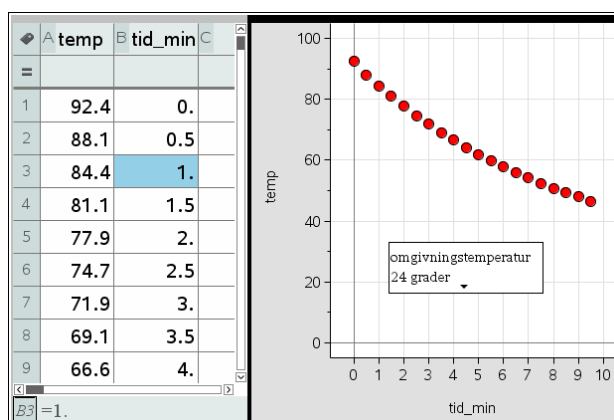 A temp B tid_min C
=
1 92.4 0.
2 88.1 0.5
3 84.4 1.
4 81.1 1.5
5 77.9 2.
6 74.7 2.5
7 71.9 3.
8 69.1 3.5
9 66.6 4.
B3 =1.
100
80
60
40
20
0
temp
omgivningstemperatur
24 grader
0 1 2 3 4 5 6 7 8 9 10
tid_min